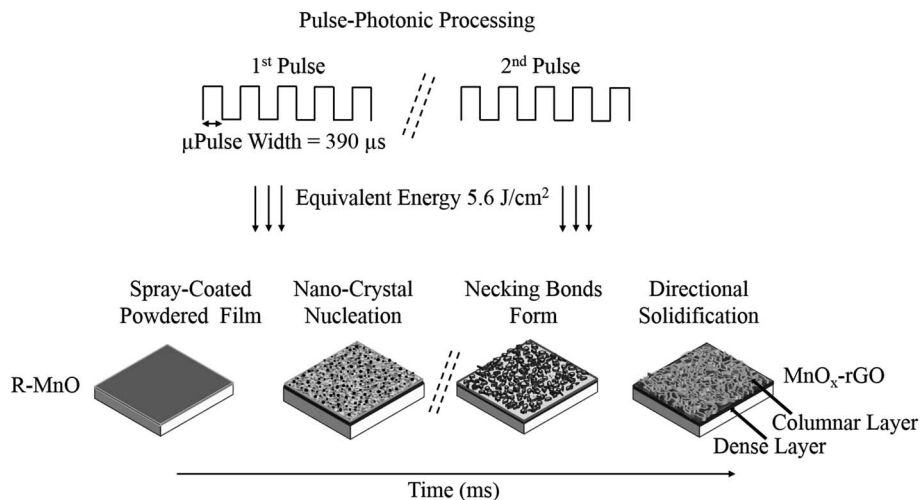 Pulse-Photonic Processing
1st Pulse
2nd Pulse
μPulse Width = 390 μs
Equivalent Energy 5.6 J/cm²
Spray-Coated
Powdered Film
Nano-Crystal
Nucleation
Necking Bonds
Form
Directional
Solidification
R-MnO
MnOx-rGO
Columnar Layer
Dense Layer
Time (ms)